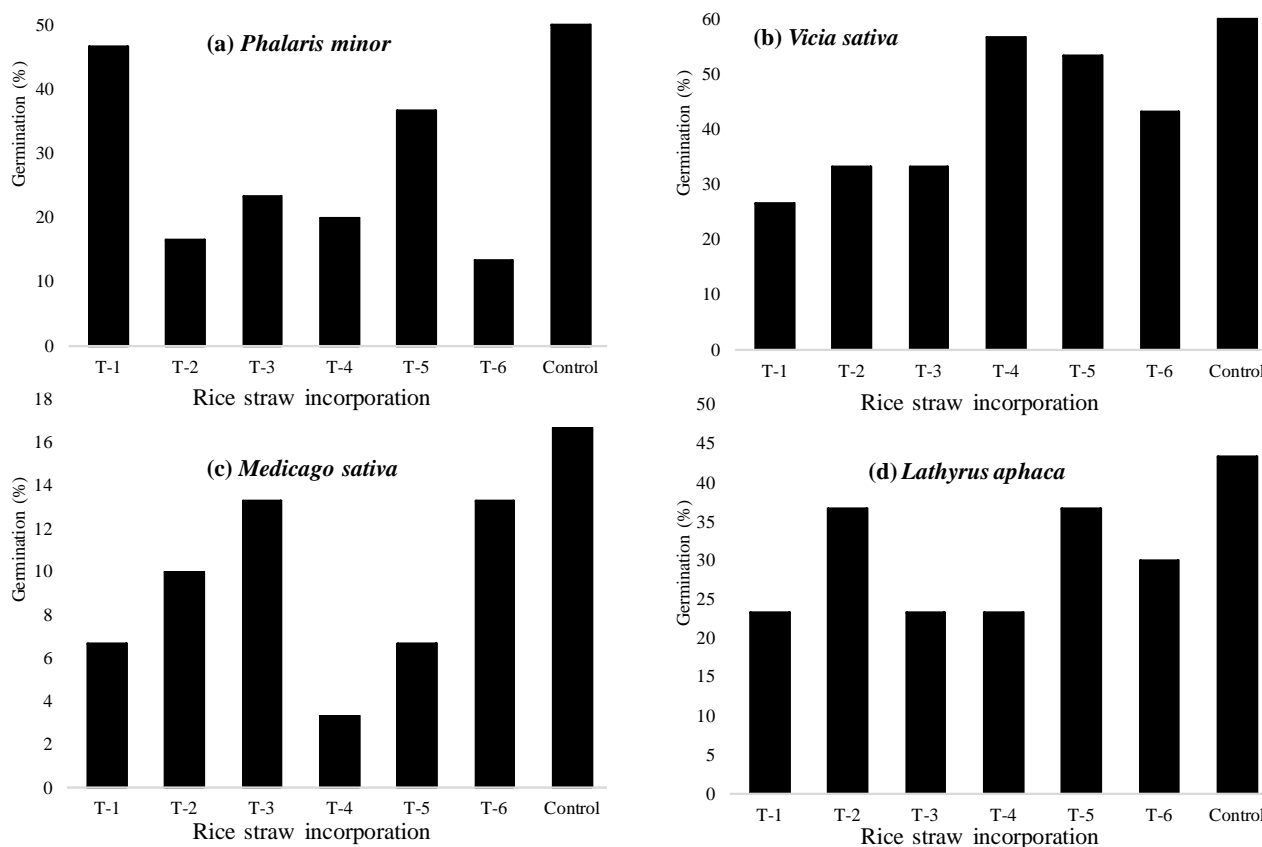 (a) Phalaris minor
Germination (%)
50
40
30
20
10
0
T-1 T-2 T-3 T-4 T-5 T-6 Control
Rice straw incorporation
(b) Vicia sativa
Germination (%)
60
50
40
30
20
10
0
T-1 T-2 T-3 T-4 T-5 T-6 Control
Rice straw incorporation
(c) Medicago sativa
Germination (%)
18
16
14
12
10
8
6
4
2
0
T-1 T-2 T-3 T-4 T-5 T-6 Control
Rice straw incorporation
(d) Lathyrus aphaca
Germination (%)
50
45
40
35
30
25
20
15
10
5
0
T-1 T-2 T-3 T-4 T-5 T-6 Control
Rice straw incorporation